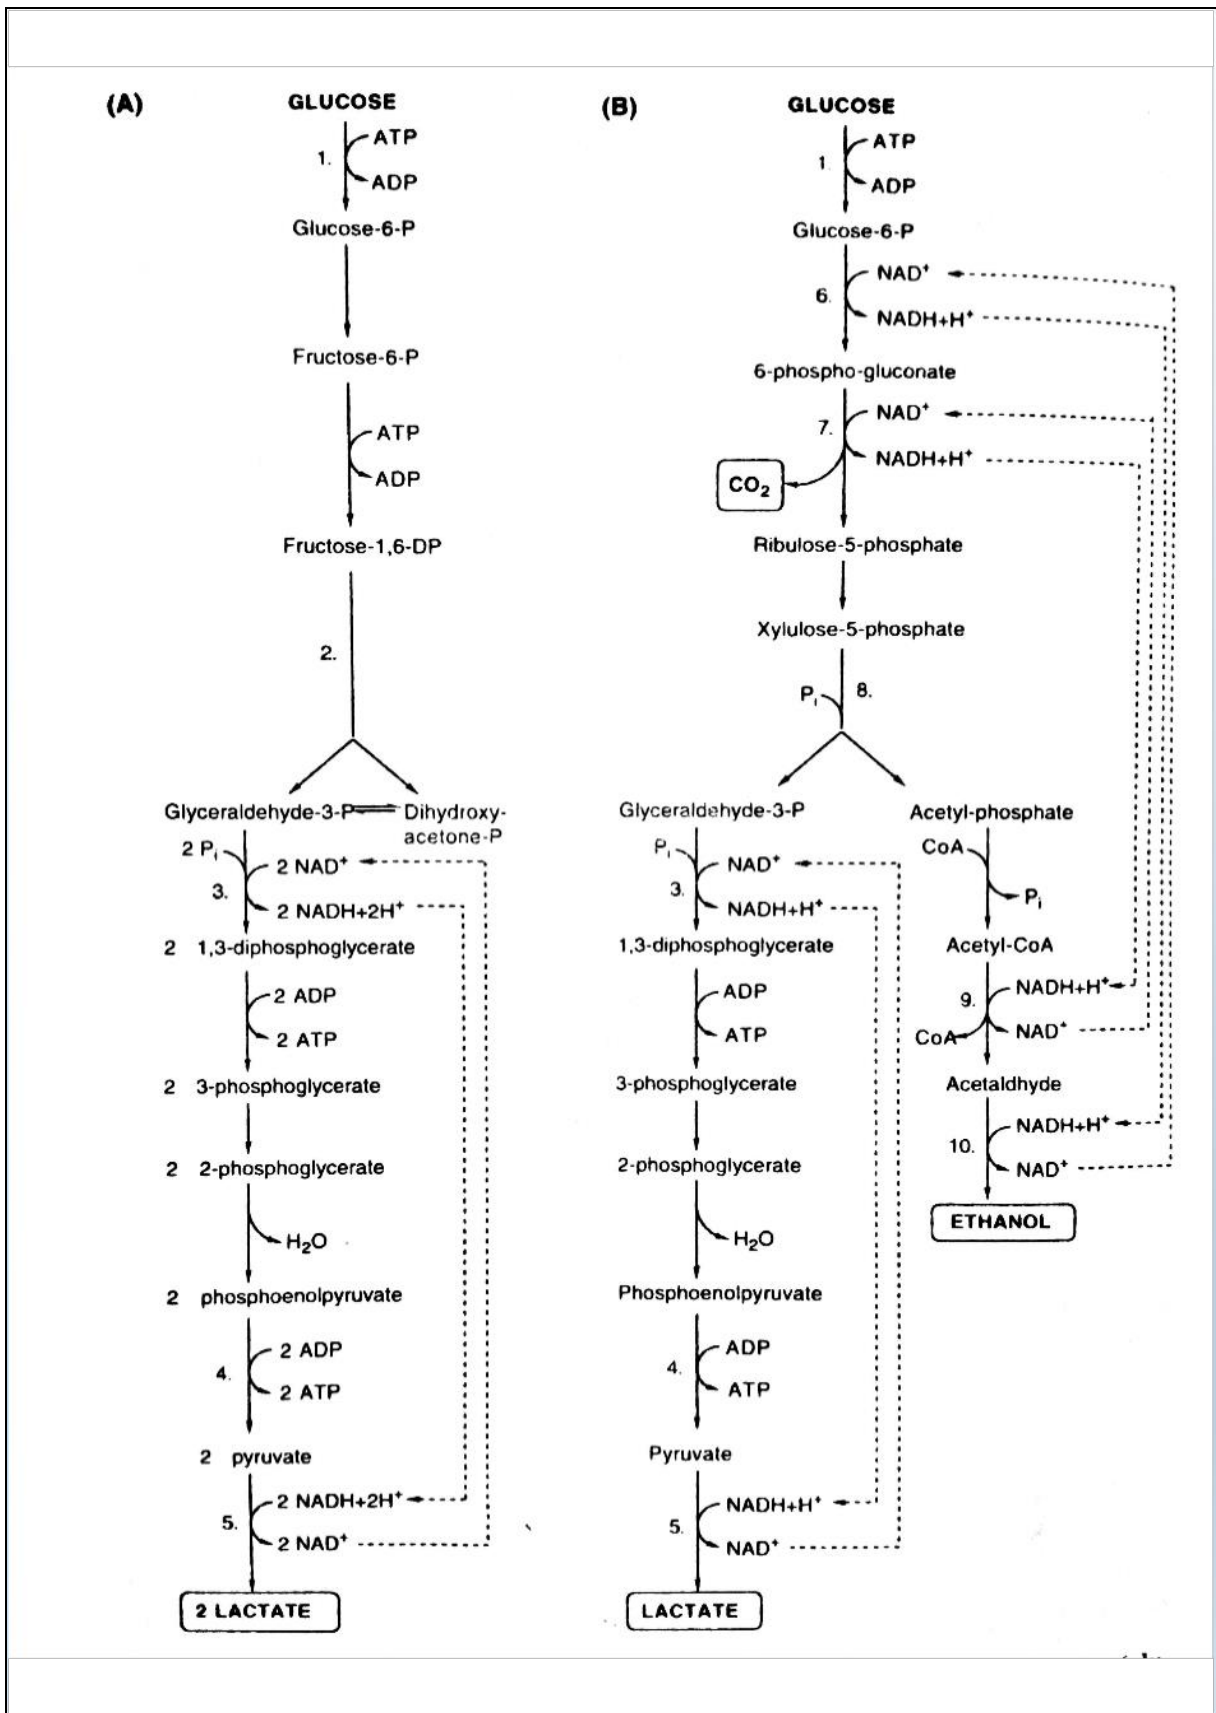 (A)
GLUCOSE
1.
ATP
ADP
Glucose-6-P
Fructose-6-P
ATP
ADP
Fructose-1,6-DP
2.
Glyceraldehyde-3-P
Dihydroxy-
acetone-P
2 Pi
2 NAD+
3.
2 NADH+2H+
2 1,3-diphosphoglycerate
2 ADP
2 ATP
2 3-phosphoglycerate
2 2-phosphoglycerate
H2O
2 phosphoenolpyruvate
2 ADP
4.
2 ATP
2 pyruvate
2 NADH+2H+
5.
2 NAD+
2 LACTATE
(B)
GLUCOSE
ATP
1.
ADP
Glucose-6-P
NAD+
6.
NADH+H+
6-phospho-gluconate
NAD+
7.
NADH+H+
CO2
Ribulose-5-phosphate
Xylulose-5-phosphate
Pi
8.
Glyceraldehyde-3-P
Pi
NAD+
3.
NADH+H+
1,3-diphosphoglycerate
ADP
ATP
3-phosphoglycerate
2-phosphoglycerate
H2O
Phosphoenolpyruvate
ADP
4.
ATP
Pyruvate
NADH+H+
5.
NAD+
LACTATE
Acetyl-phosphate
CoA
Pi
Acetyl-CoA
NADH+H+
9.
CoA
NAD+
Acetaldhyde
NADH+H+
10.
NAD+
ETHANOL